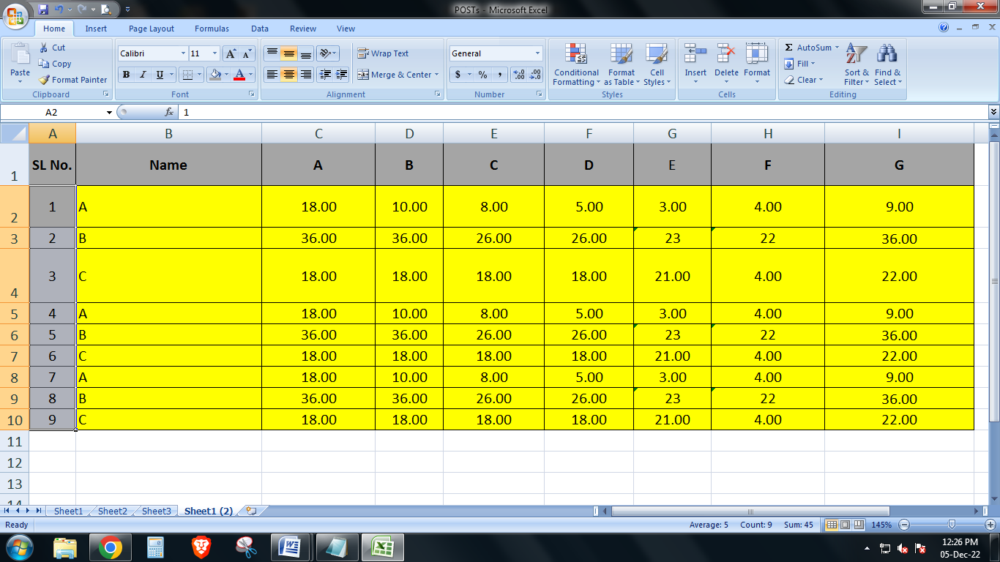 POSTs - Microsoft Excel
Home Insert Page Layout Formulas Data Review View
Paste Cut Copy Format Painter
Calibri 11 A A Wrap Text General
B I U Merge & Center $ % ,
Conditional Formatting Format as Table Cell Styles
Insert Delete Format
Σ AutoSum Fill Clear Sort & Filter Find & Select
Clipboard Font Alignment Number Styles Cells Editing
A2 fx 1
A B C D E F G H I
1 SL No. Name A B C D E F G
2 1 A 18.00 10.00 8.00 5.00 3.00 4.00 9.00
3 2 B 36.00 36.00 26.00 26.00 23 22 36.00
4 3 C 18.00 18.00 18.00 18.00 21.00 4.00 22.00
5 4 A 18.00 10.00 8.00 5.00 3.00 4.00 9.00
6 5 B 36.00 36.00 26.00 26.00 23 22 36.00
7 6 C 18.00 18.00 18.00 18.00 21.00 4.00 22.00
8 7 A 18.00 10.00 8.00 5.00 3.00 4.00 9.00
9 8 B 36.00 36.00 26.00 26.00 23 22 36.00
10 9 C 18.00 18.00 18.00 18.00 21.00 4.00 22.00
11
12
13
14
Sheet1 Sheet2 Sheet3 Sheet1 (2)
Ready Average: 5 Count: 9 Sum: 45 145%
12:26 PM
05-Dec-22